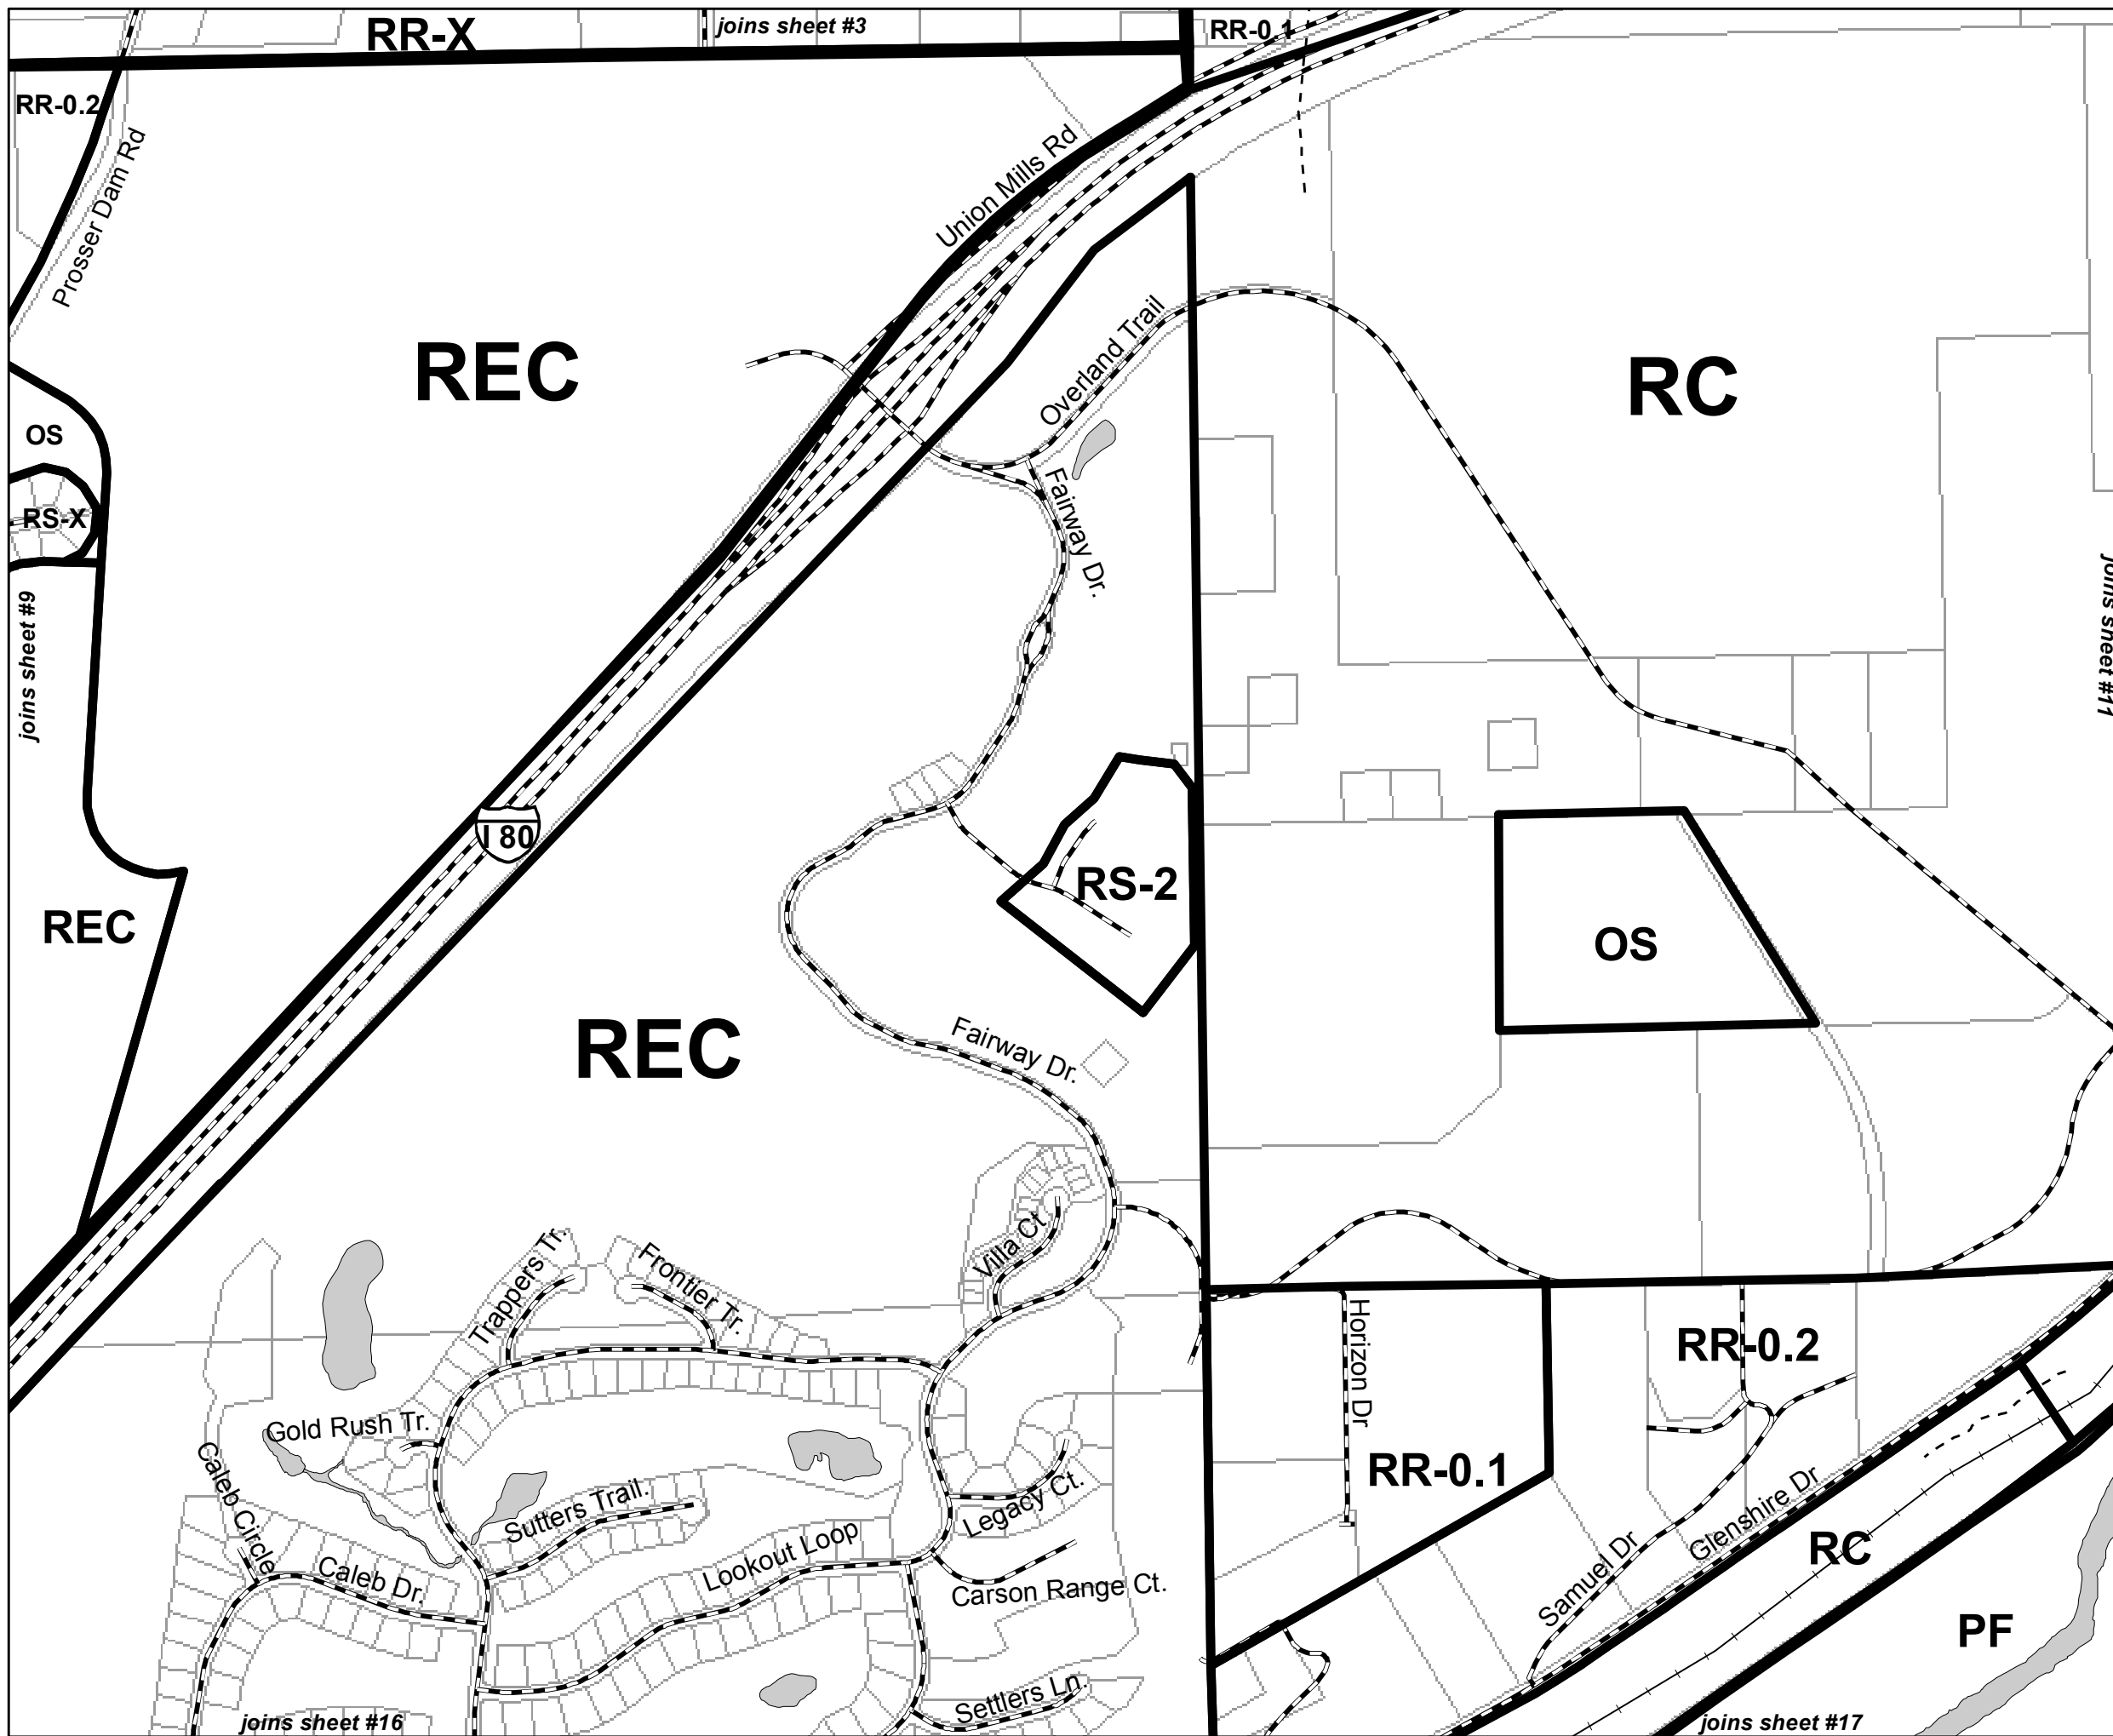 RR-X
joins sheet #3
RR-0.1
RR-0.2
Prosser Dam Rd
Union Mills Rd
REC
Overland Trail
RC
OS
RS-X
Fairway Dr.
joins sheet #9
joins sheet #11
I 80
RS-2
REC
OS
REC
Fairway Dr.
Villa Ct
Trappers Tr.
Frontier Tr.
Horizon Dr
RR-0.2
Gold Rush Tr.
Caleb Circle
RR-0.1
Sutters Trail.
Legacy Ct.
Lookout Loop
Glenshire Dr
RC
Caleb Dr.
Carson Range Ct.
Samuel Dr
PF
Settlers Ln.
joins sheet #16
joins sheet #17